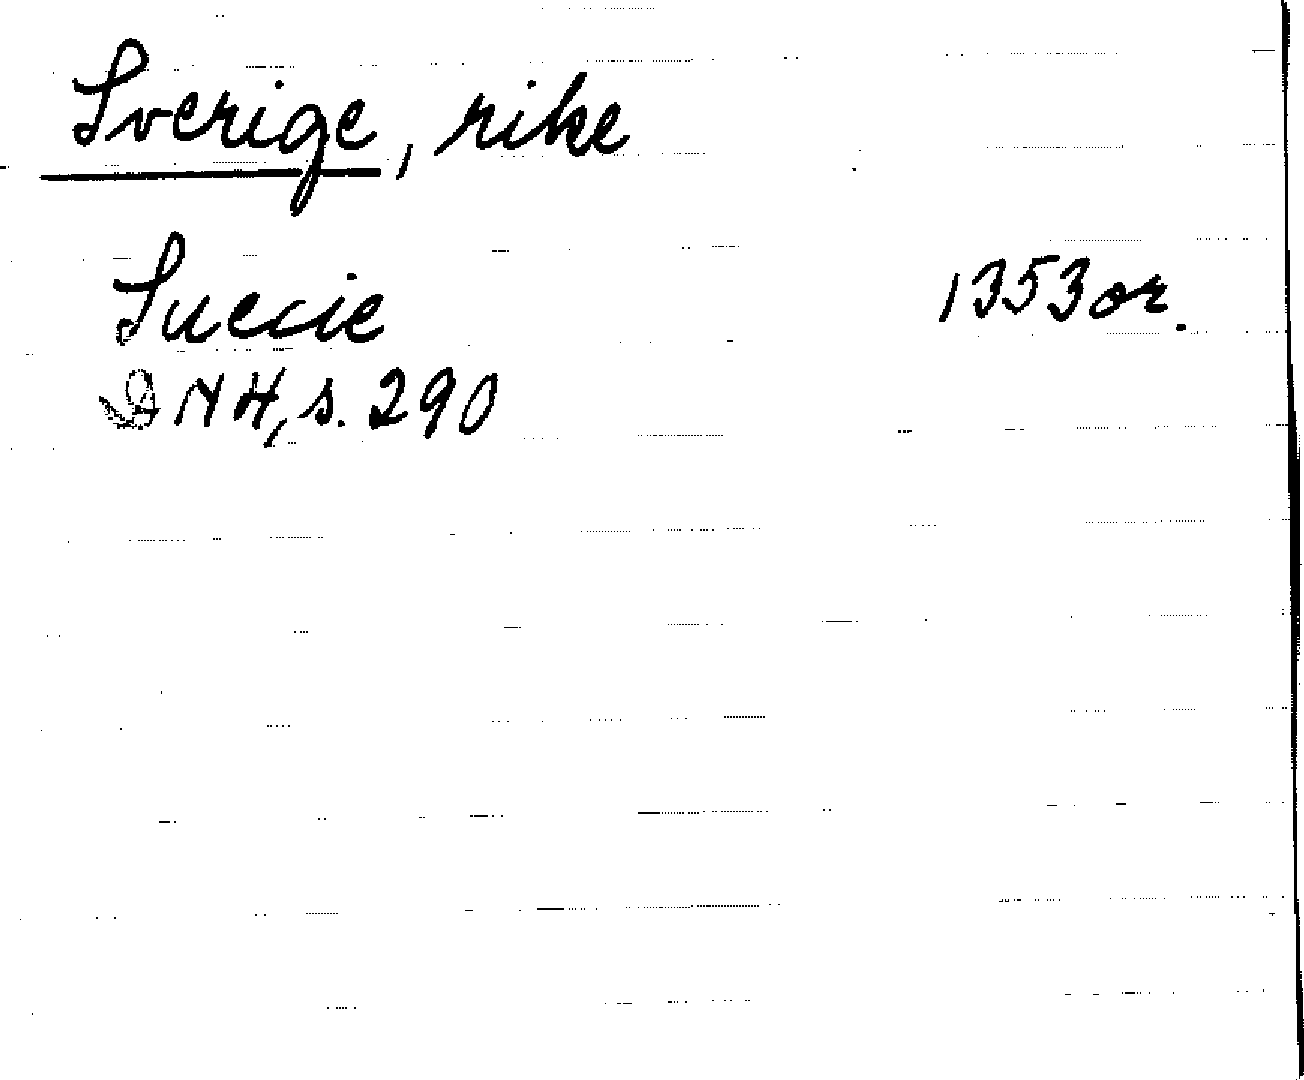 Sverige, rike
Suecie 1353 or.
NH, s. 290